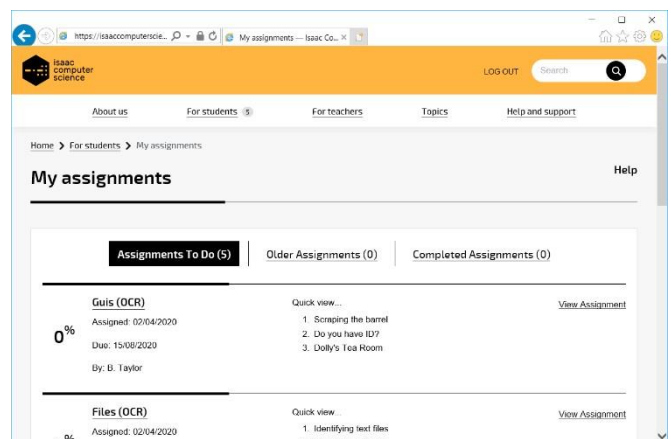 https://isaaccomputerscie...
My assignments — Isaac Co...
isaac
computer
science
LOG OUT
Search
About us
For students 5
For teachers
Topics
Help and support
Home > For students > My assignments
My assignments
Help
Assignments To Do (5)
Older Assignments (0)
Completed Assignments (0)
0%
Guis (OCR)
Assigned: 02/04/2020
Due: 15/08/2020
By: B. Taylor
Quick view...
1. Scraping the barrel
2. Do you have ID?
3. Dolly's Tea Room
View Assignment
Files (OCR)
Assigned: 02/04/2020
Quick view...
1. Identifying text files
View Assignment